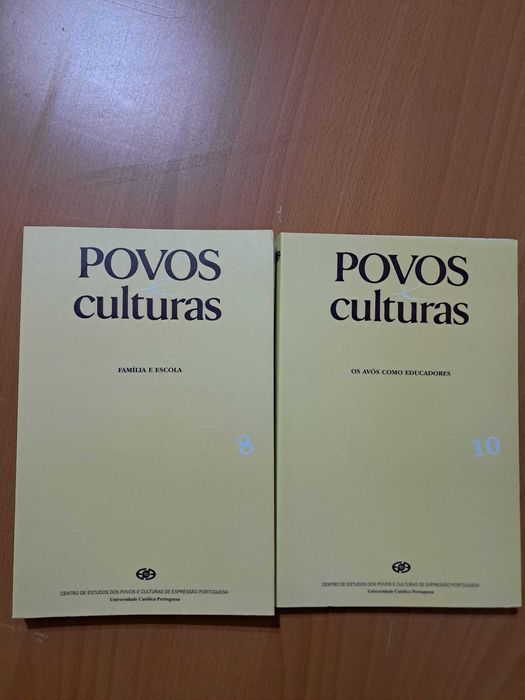 POVOS
e
culturas
FAMÍLIA E ESCOLA
8
CENTRO DE ESTUDOS DOS POVOS E CULTURAS DE EXPRESSÃO PORTUGUESA
Universidade Católica Portuguesa
POVOS
e
culturas
OS AVÓS COMO EDUCADORES
10
CENTRO DE ESTUDOS DOS POVOS E CULTURAS DE EXPRESSÃO PORTUGUESA
Universidade Católica Portuguesa